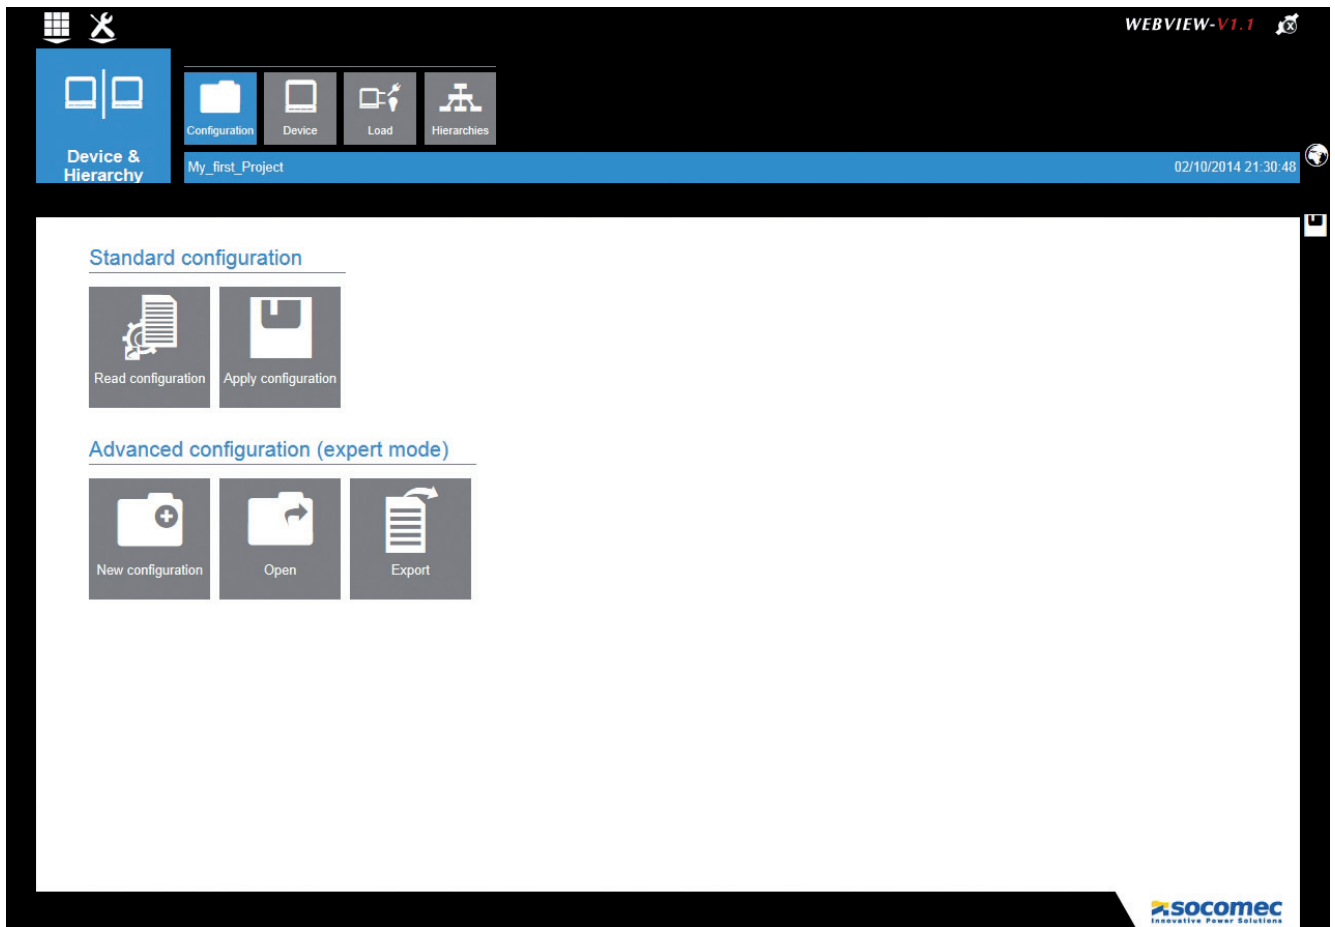 WEBVIEW-V1.1
Configuration
Device
Load
Hierarchies
Device &
Hierarchy
My_first_Project
02/10/2014 21:30:48
Standard configuration
Read configuration
Apply configuration
Advanced configuration (expert mode)
New configuration
Open
Export
socomec
Innovative Power Solutions